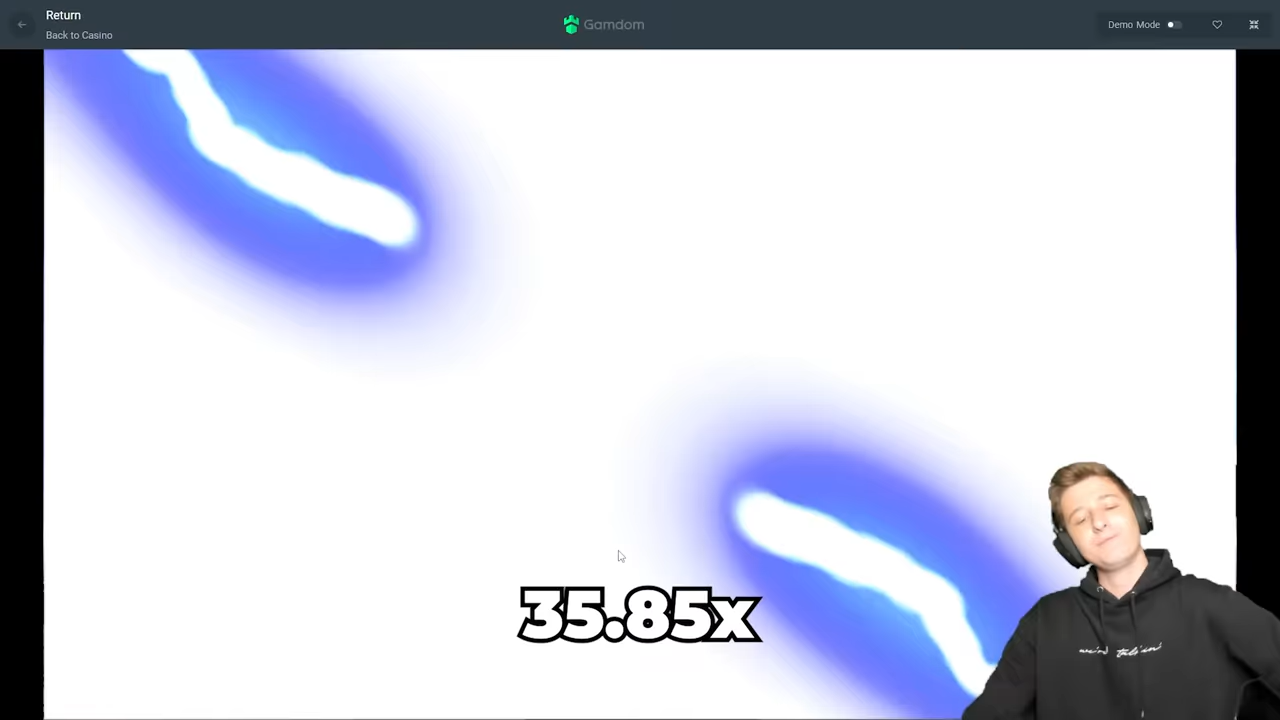 Return
Back to Casino
Gamdom
Demo Mode
35.85x